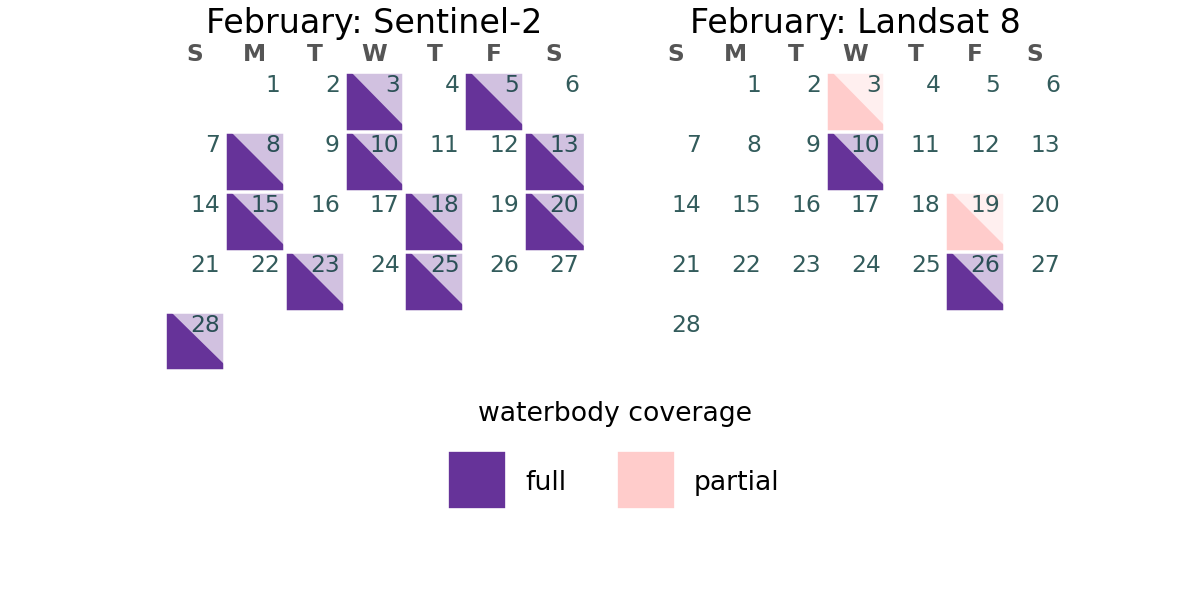 February: Sentinel-2
S M T W T F S
1 2 3 4 5 6
7 8 9 10 11 12 13
14 15 16 17 18 19 20
21 22 23 24 25 26 27
28
February: Landsat 8
S M T W T F S
1 2 3 4 5 6
7 8 9 10 11 12 13
14 15 16 17 18 19 20
21 22 23 24 25 26 27
28
waterbody coverage
full partial